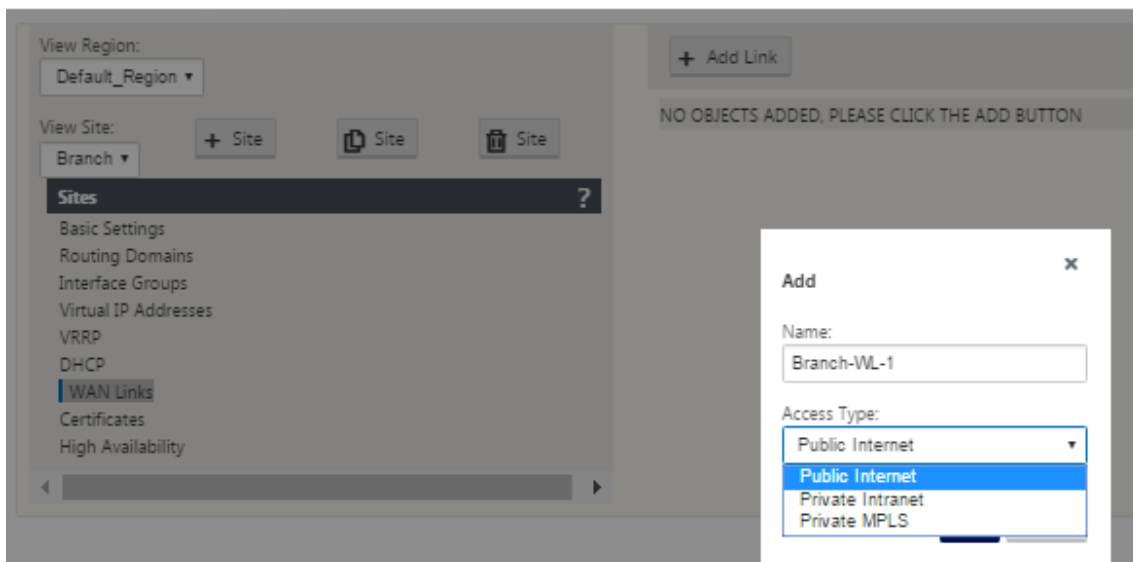 View Region:
Default_Region
+ Add Link
NO OBJECTS ADDED, PLEASE CLICK THE ADD BUTTON
View Site:
Branch
+ Site
Site
Site
Sites
?
Basic Settings
Routing Domains
Interface Groups
Virtual IP Addresses
VRRP
DHCP
WAN Links
Certificates
High Availability
Add
×
Name:
Branch-WL-1
Access Type:
Public Internet
Public Internet
Private Intranet
Private MPLS